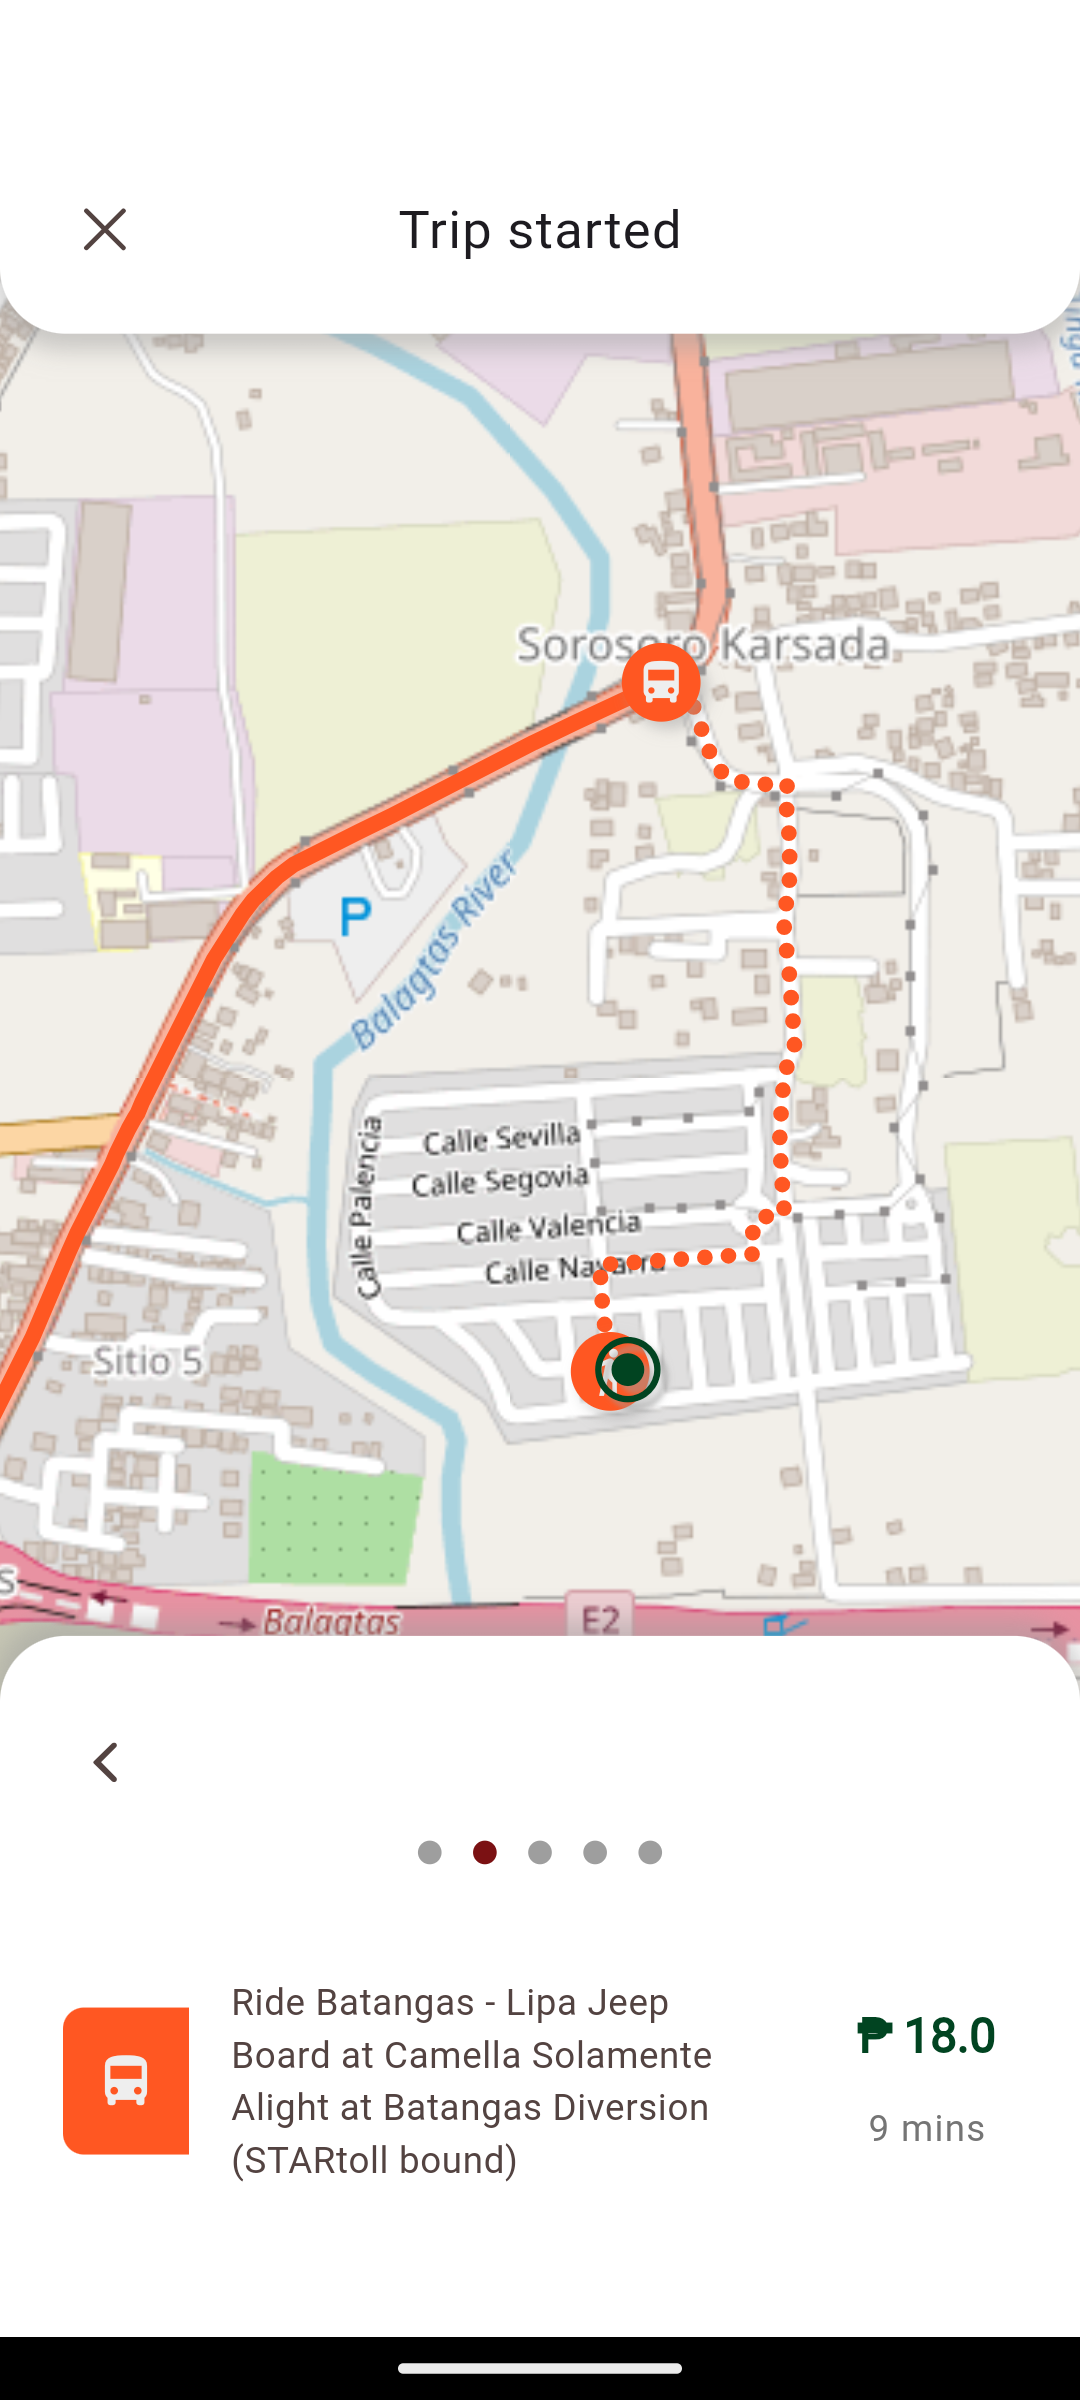 Trip started
Sorosoro Karsada
P
Balagtas River
Calle Palencia
Calle Sevilla
Calle Segovia
Calle Valencia
Calle Navarra
Sitio 5
S
Balagtas
E2
Ride Batangas - Lipa Jeep
Board at Camella Solamente
Alight at Batangas Diversion
(STARtoll bound)
₱ 18.0
9 mins